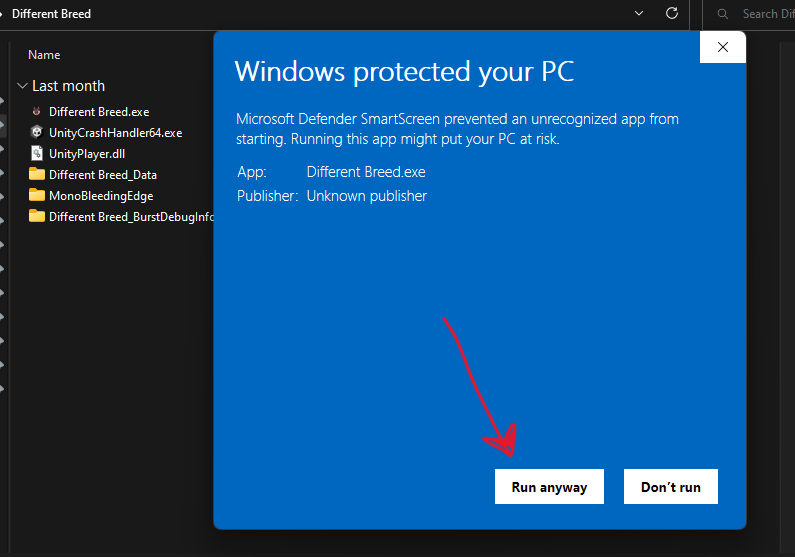 Different Breed
Search Dif
Name
Last month
Different Breed.exe
UnityCrashHandler64.exe
UnityPlayer.dll
Different Breed_Data
MonoBleedingEdge
Different Breed_BurstDebugInfo
Windows protected your PC
Microsoft Defender SmartScreen prevented an unrecognized app from
starting. Running this app might put your PC at risk.
App: Different Breed.exe
Publisher: Unknown publisher
Run anyway
Don’t run